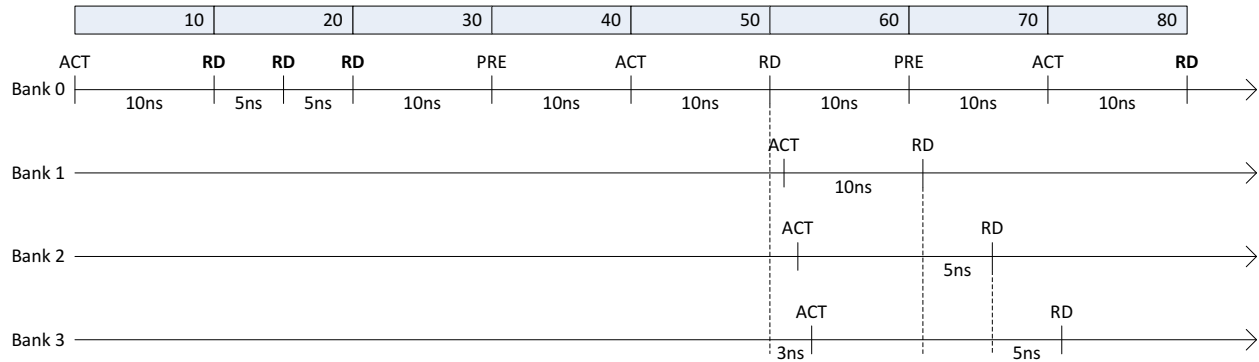 10 20 30 40 50 60 70 80
ACT RD RD RD PRE ACT RD PRE ACT RD
Bank 0
10ns 5ns 5ns 10ns 10ns 10ns 10ns 10ns 10ns
ACT RD
Bank 1
10ns
ACT RD
Bank 2
5ns
ACT RD
Bank 3
3ns 5ns